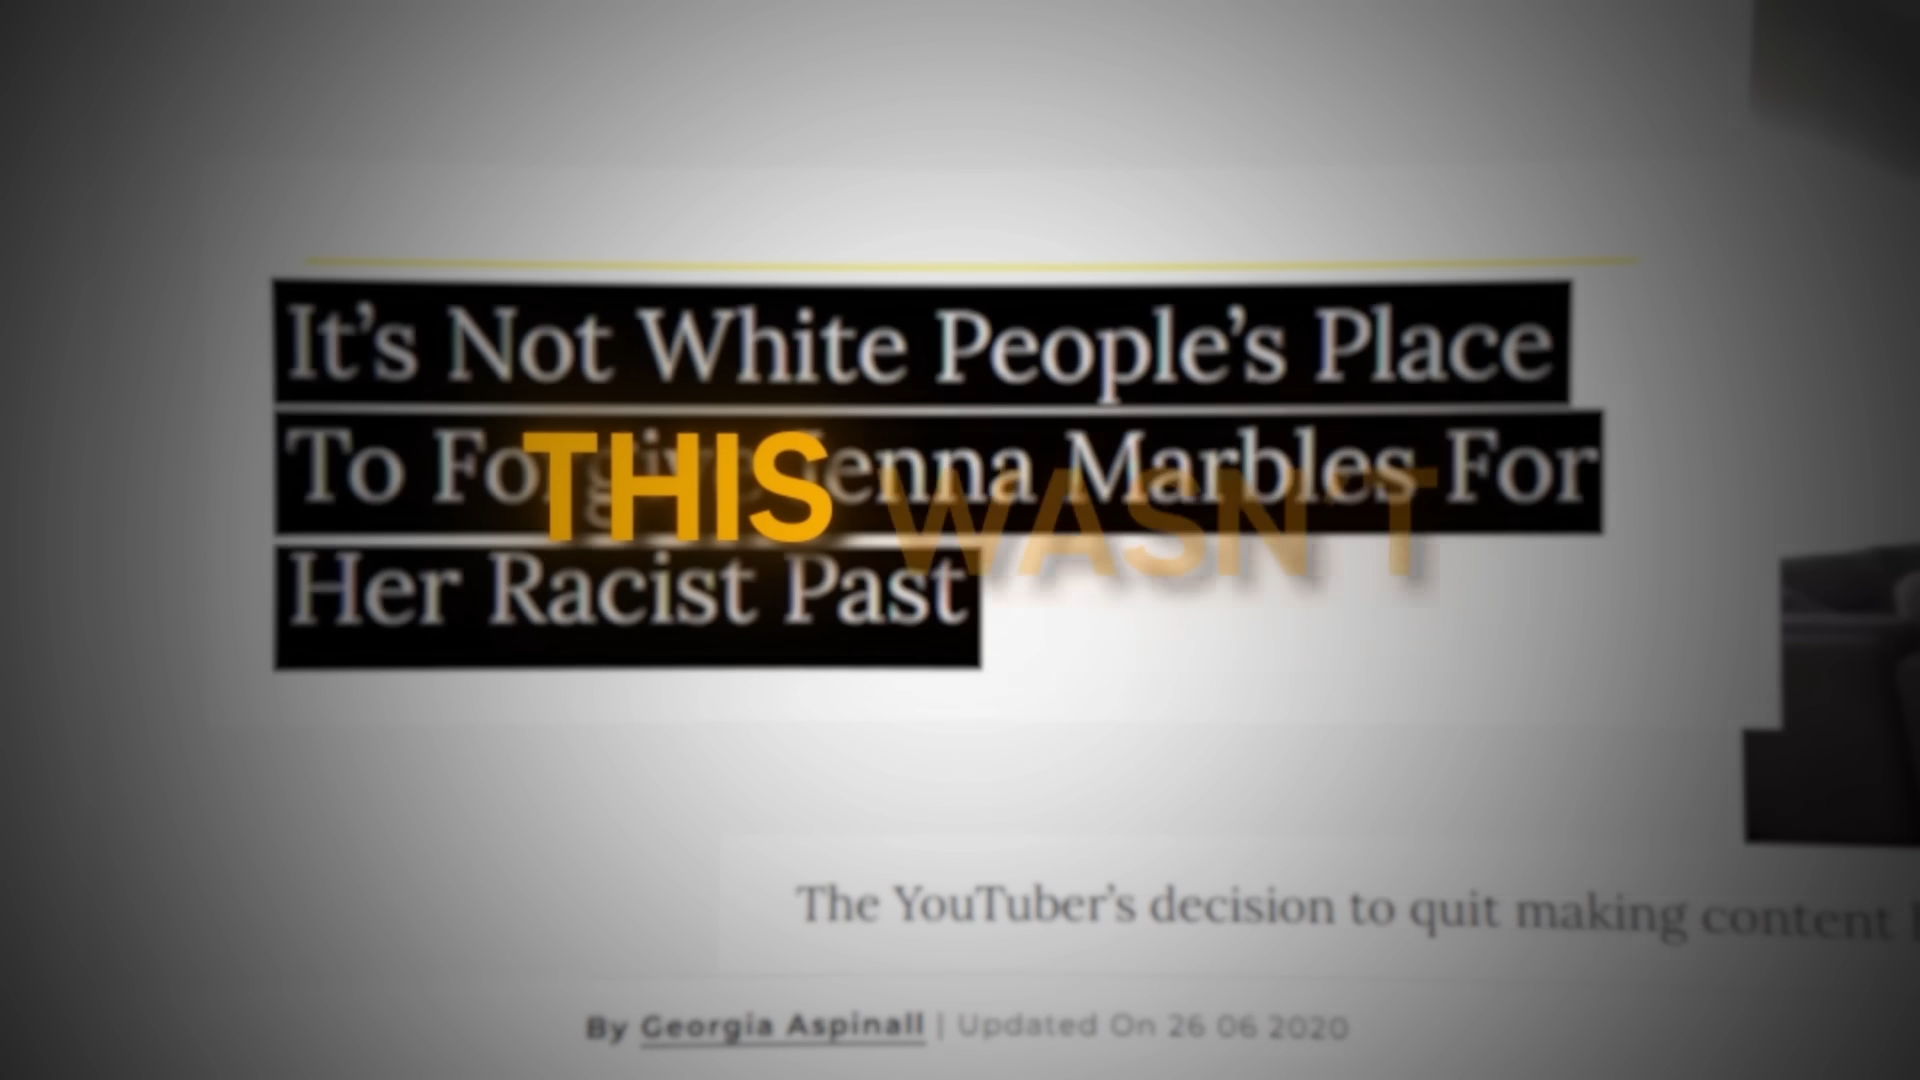 It's Not White People's Place
To Forgive Jenna Marbles For
Her Racist Past
THIS WASN'T
The YouTuber's decision to quit making content
By Georgia Aspinall | Updated On 26 06 2020